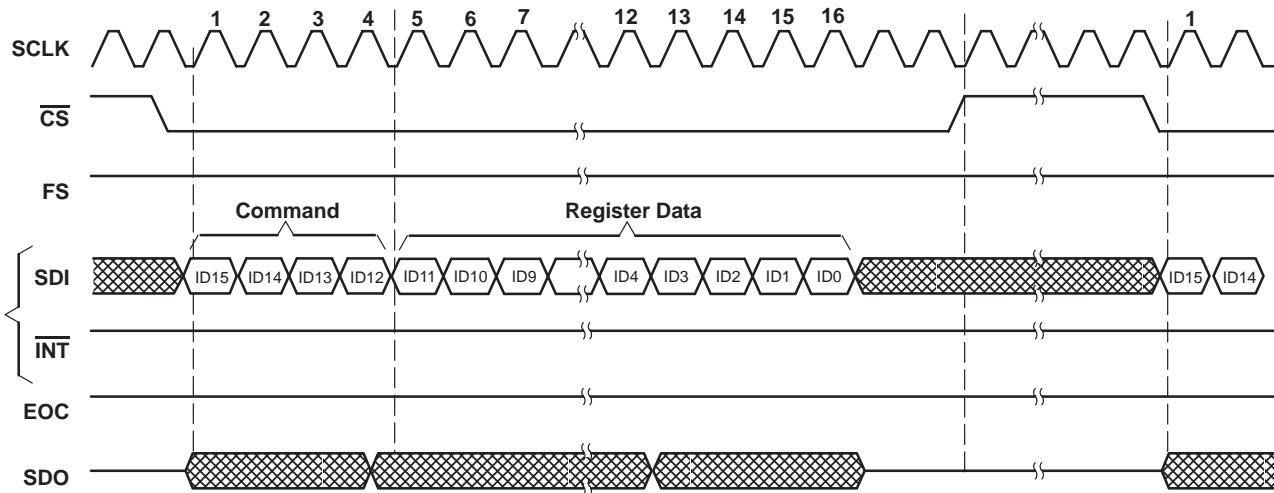 1 2 3 4 5 6 7 12 13 14 15 16 1
SCLK
CS
FS
Command Register Data
SDI ID15 ID14 ID13 ID12 ID11 ID10 ID9 ID4 ID3 ID2 ID1 ID0 ID15 ID14
INT
EOC
SDO